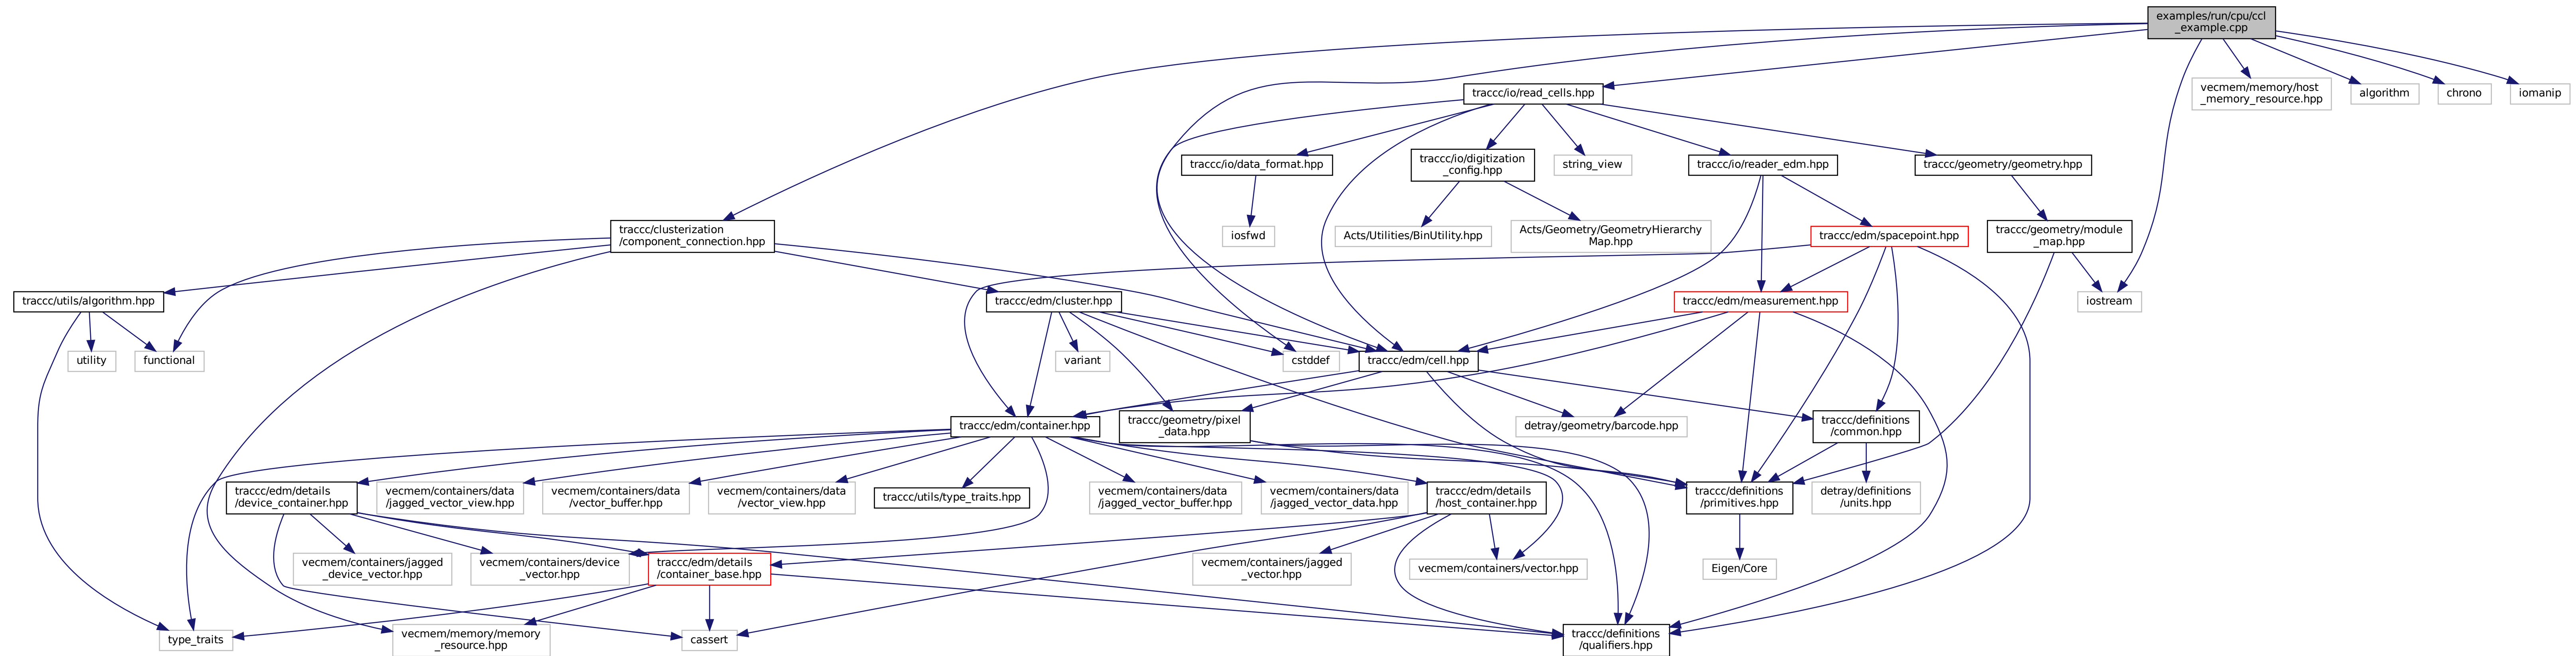 examples/run/cpu/ccl
_example.cpp
traccc/io/read_cells.hpp
vecmem/memory/host
_memory_resource.hpp
algorithm
chrono
iomanip
traccc/io/data_format.hpp
traccc/io/digitization
_config.hpp
string_view
traccc/io/reader_edm.hpp
traccc/geometry/geometry.hpp
traccc/clusterization
/component_connection.hpp
iosfwd
Acts/Utilities/BinUtility.hpp
Acts/Geometry/GeometryHierarchy
Map.hpp
traccc/edm/spacepoint.hpp
traccc/geometry/module
_map.hpp
traccc/utils/algorithm.hpp
traccc/edm/cluster.hpp
traccc/edm/measurement.hpp
iostream
utility
functional
variant
cstddef
traccc/edm/cell.hpp
traccc/edm/container.hpp
traccc/geometry/pixel
_data.hpp
detray/geometry/barcode.hpp
traccc/definitions
/common.hpp
traccc/edm/details
/device_container.hpp
vecmem/containers/data
/jagged_vector_view.hpp
vecmem/containers/data
/vector_buffer.hpp
vecmem/containers/data
/vector_view.hpp
traccc/utils/type_traits.hpp
vecmem/containers/data
/jagged_vector_buffer.hpp
vecmem/containers/data
/jagged_vector_data.hpp
traccc/edm/details
/host_container.hpp
traccc/definitions
/primitives.hpp
detray/definitions
/units.hpp
vecmem/containers/jagged
_device_vector.hpp
vecmem/containers/device
_vector.hpp
traccc/edm/details
/container_base.hpp
vecmem/containers/jagged
_vector.hpp
vecmem/containers/vector.hpp
Eigen/Core
type_traits
vecmem/memory/memory
_resource.hpp
cassert
traccc/definitions
/qualifiers.hpp